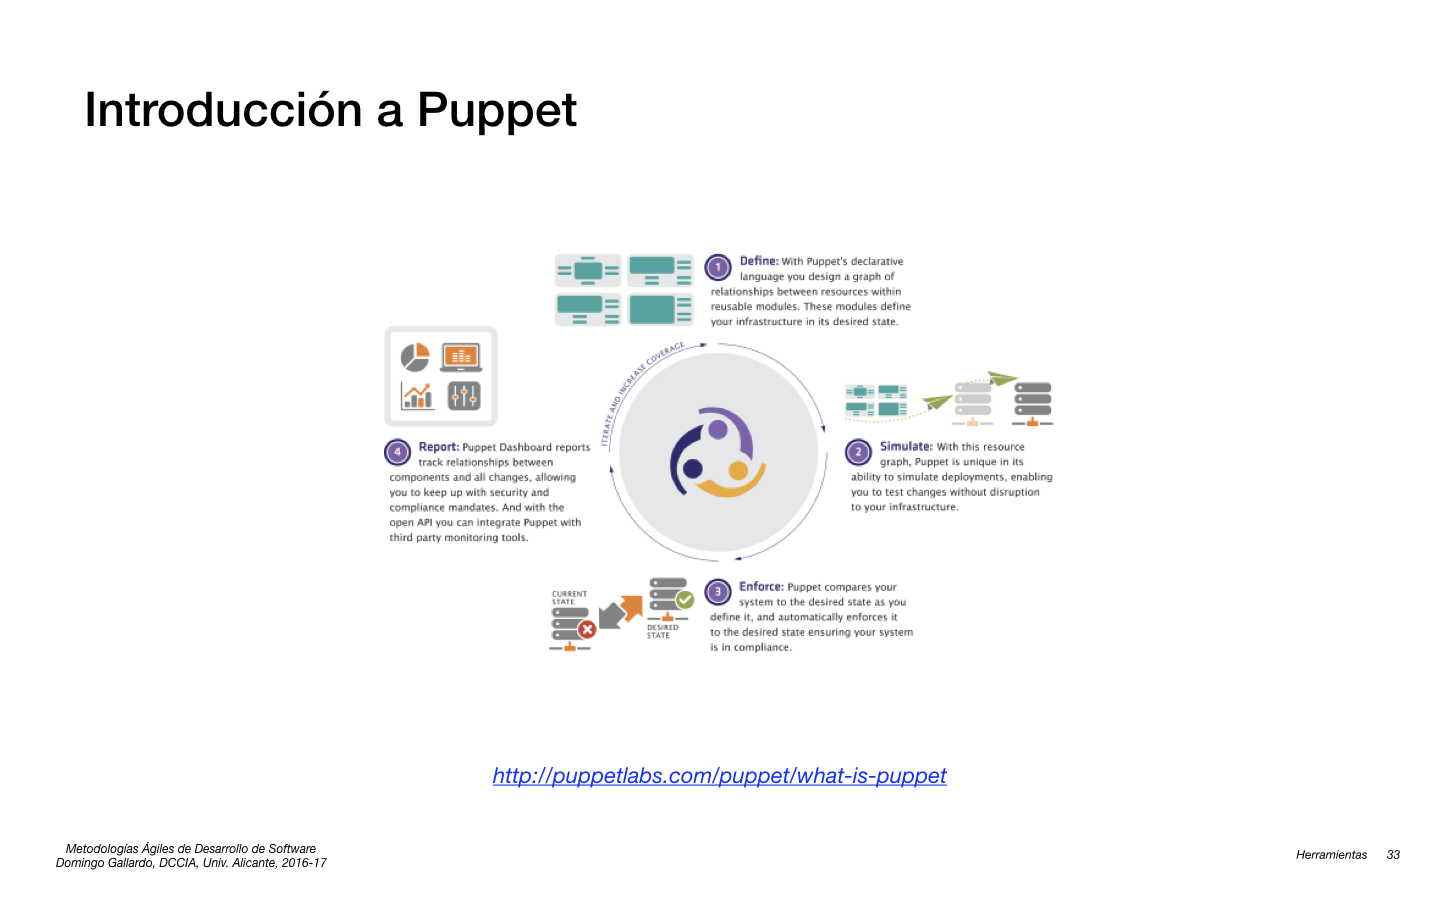 Introducción a Puppet
1
Define: With Puppet's declarative
language you design a graph of
relationships between resources within
reusable modules. These modules define
your infrastructure in its desired state.
ITERATE AND INCREASE COVERAGE
2
Simulate: With this resource
graph, Puppet is unique in its
ability to simulate deployments, enabling
you to test changes without disruption
to your infrastructure.
3
Enforce: Puppet compares your
system to the desired state as you
define it, and automatically enforces it
to the desired state ensuring your system
is in compliance.
CURRENT
STATE
DESIRED
STATE
4
Report: Puppet Dashboard reports
track relationships between
components and all changes, allowing
you to keep up with security and
compliance mandates. And with the
open API you can integrate Puppet with
third party monitoring tools.
http://puppetlabs.com/puppet/what-is-puppet
Metodologías Ágiles de Desarrollo de Software
Domingo Gallardo, DCCIA, Univ. Alicante, 2016-17
Herramientas 33